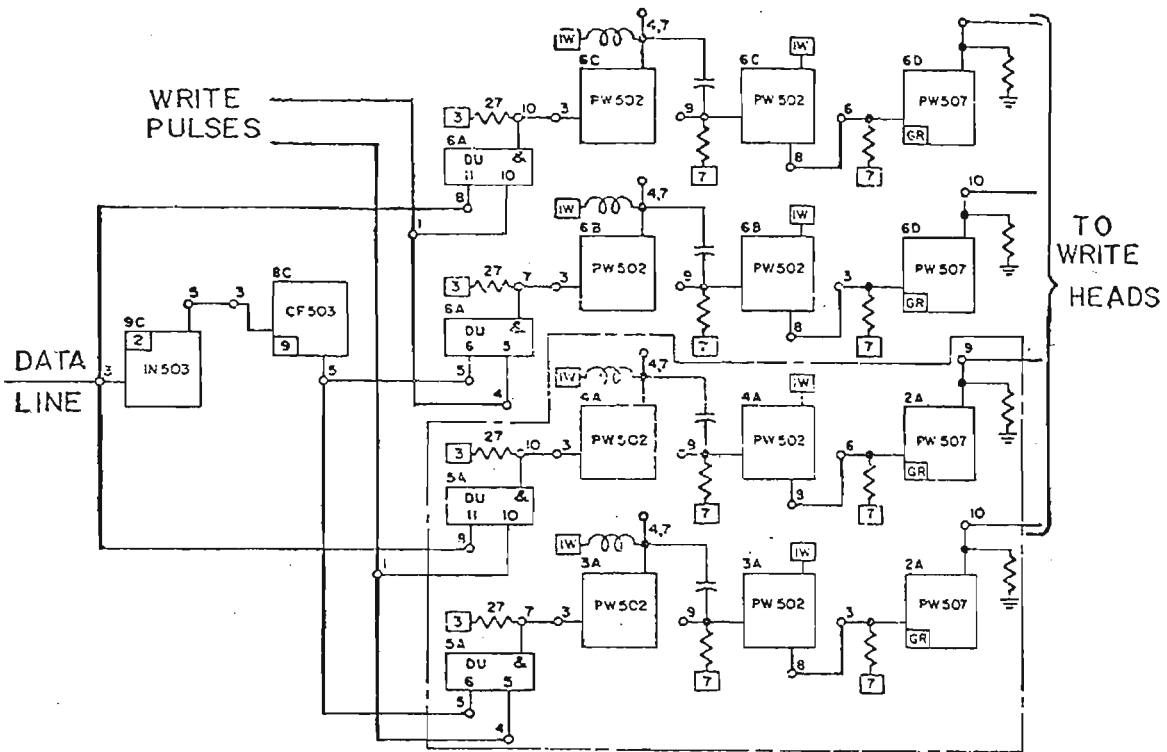 WRITE
PULSES
DATA
LINE
TO
WRITE
HEADS
3
9C
2
IN503
5
3
8C
CF503
9
5
3
27
10
3
6A
DU
&
11
10
8
1
IW
4,7
6C
PW502
9
7
IW
6C
PW502
8
6
7
6D
PW507
GR
10
3
27
7
3
6A
DU
&
6
5
5
4
IW
4,7
6B
PW502
9
7
IW
6B
PW502
8
3
7
6D
PW507
GR
10
3
27
10
3
5A
DU
&
11
10
8
1
IW
4,7
4A
PW502
9
7
IW
4A
PW502
9
6
7
2A
PW507
GR
9
3
27
7
3
5A
DU
&
6
5
5
4
IW
4,7
3A
PW502
9
7
IW
3A
PW502
8
3
7
2A
PW507
GR
10